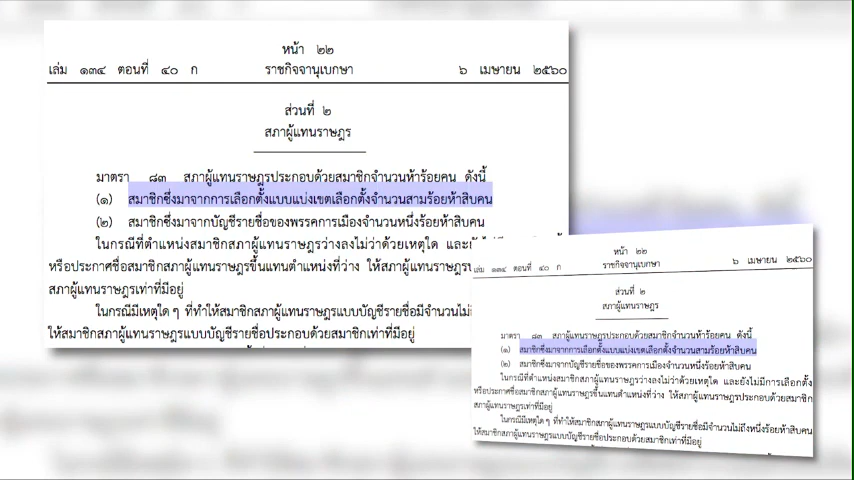 หน้า ๒๒
เล่ม ๑๓๔ ตอนที่ ๔๐ ก ราชกิจจานุเบกษา ๖ เมษายน ๒๕๖๐
ส่วนที่ ๒
สภาผู้แทนราษฎร
มาตรา ๘๓ สภาผู้แทนราษฎรประกอบด้วยสมาชิกจำนวนห้าร้อยคน ดังนี้
(๑) สมาชิกซึ่งมาจากการเลือกตั้งแบบแบ่งเขตเลือกตั้งจำนวนสามร้อยห้าสิบคน
(๒) สมาชิกซึ่งมาจากบัญชีรายชื่อของพรรคการเมืองจำนวนหนึ่งร้อยห้าสิบคน
ในกรณีที่ตำแหน่งสมาชิกสภาผู้แทนราษฎรว่างลงไม่ว่าด้วยเหตุใด และ
หรือประกาศชื่อสมาชิกสภาผู้แทนราษฎรขึ้นแทนตำแหน่งที่ว่าง ให้สภาผู้แทนราษฎร
สภาผู้แทนราษฎรเท่าที่มีอยู่
ในกรณีมีเหตุใด ๆ ที่ทำให้สมาชิกสภาผู้แทนราษฎรแบบบัญชีรายชื่อมีจำนวนไม่
ให้สมาชิกสภาผู้แทนราษฎรแบบบัญชีรายชื่อประกอบด้วยสมาชิกเท่าที่มีอยู่
หน้า ๒๒
เล่ม ๑๓๔ ตอนที่ ๔๐ ก ราชกิจจานุเบกษา ๖ เมษายน ๒๕๖๐
ส่วนที่ ๒
สภาผู้แทนราษฎร
มาตรา ๘๓ สภาผู้แทนราษฎรประกอบด้วยสมาชิกจำนวนห้าร้อยคน ดังนี้
(๑) สมาชิกซึ่งมาจากการเลือกตั้งแบบแบ่งเขตเลือกตั้งจำนวนสามร้อยห้าสิบคน
(๒) สมาชิกซึ่งมาจากบัญชีรายชื่อของพรรคการเมืองจำนวนหนึ่งร้อยห้าสิบคน
ในกรณีที่ตำแหน่งสมาชิกสภาผู้แทนราษฎรว่างลงไม่ว่าด้วยเหตุใด และยังไม่มีการเลือกตั้ง
หรือประกาศชื่อสมาชิกสภาผู้แทนราษฎรขึ้นแทนตำแหน่งที่ว่าง ให้สภาผู้แทนราษฎรประกอบด้วยสมาชิก
สภาผู้แทนราษฎรเท่าที่มีอยู่
ในกรณีมีเหตุใด ๆ ที่ทำให้สมาชิกสภาผู้แทนราษฎรแบบบัญชีรายชื่อมีจำนวนไม่ถึงหนึ่งร้อยห้าสิบคน
ให้สมาชิกสภาผู้แทนราษฎรแบบบัญชีรายชื่อประกอบด้วยสมาชิกเท่าที่มีอยู่